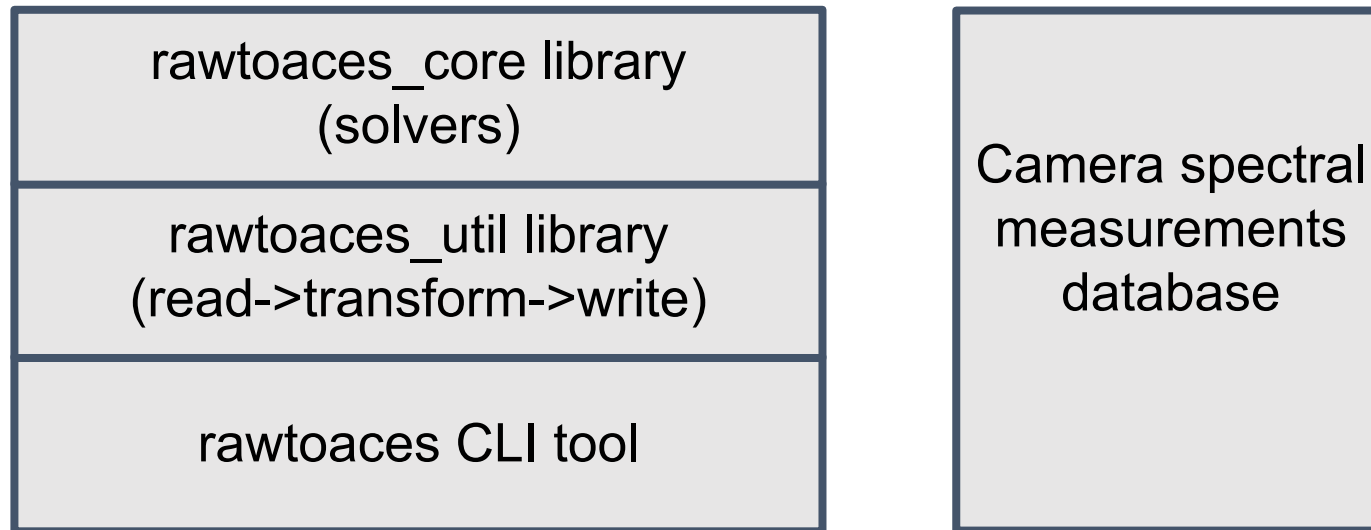 rawtoaces_core library
(solvers)
rawtoaces_util library
(read->transform->write)
rawtoaces CLI tool
Camera spectral
measurements
database